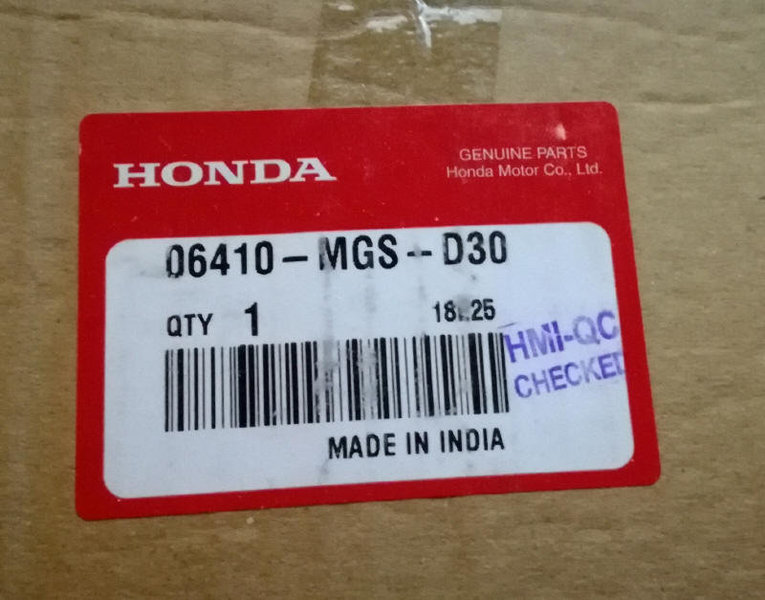 HONDA
GENUINE PARTS
Honda Motor Co., Ltd.
06410-MGS--D30
QTY 1
HMI-QC
CHECKED
MADE IN INDIA